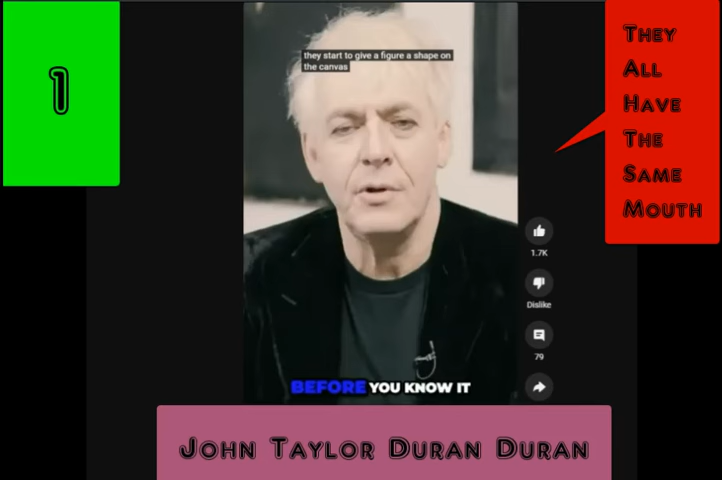 1
they start to give a figure a shape on
the canvas
They
All
Have
The
Same
Mouth
1.7K
Dislike
79
BEFORE YOU KNOW IT
John Taylor Duran Duran